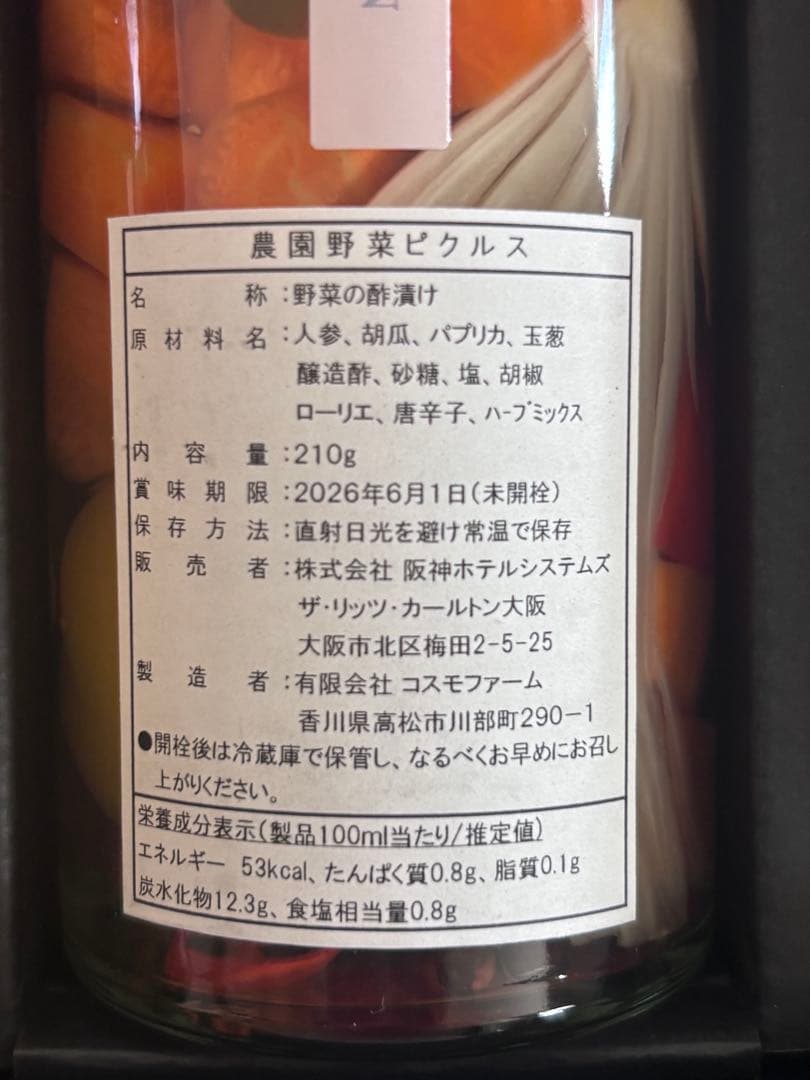 農園野菜ピクルス
名称:野菜の酢漬け
原材料名:人参、胡瓜、パプリカ、玉葱
醸造酢、砂糖、塩、胡椒
ローリエ、唐辛子、ハーブミックス
内容量:210g
賞味期限:2026年6月1日(未開栓)
保存方法:直射日光を避け常温で保存
販売者:株式会社 阪神ホテルシステムズ
ザ・リッツ・カールトン大阪
大阪市北区梅田2-5-25
製造者:有限会社 コスモファーム
香川県高松市川部町290-1
●開栓後は冷蔵庫で保管し、なるべくお早めにお召し
上がりください。
栄養成分表示(製品100ml当たり/推定値)
エネルギー 53kcal、たんぱく質0.8g、脂質0.1g
炭水化物12.3g、食塩相当量0.8g